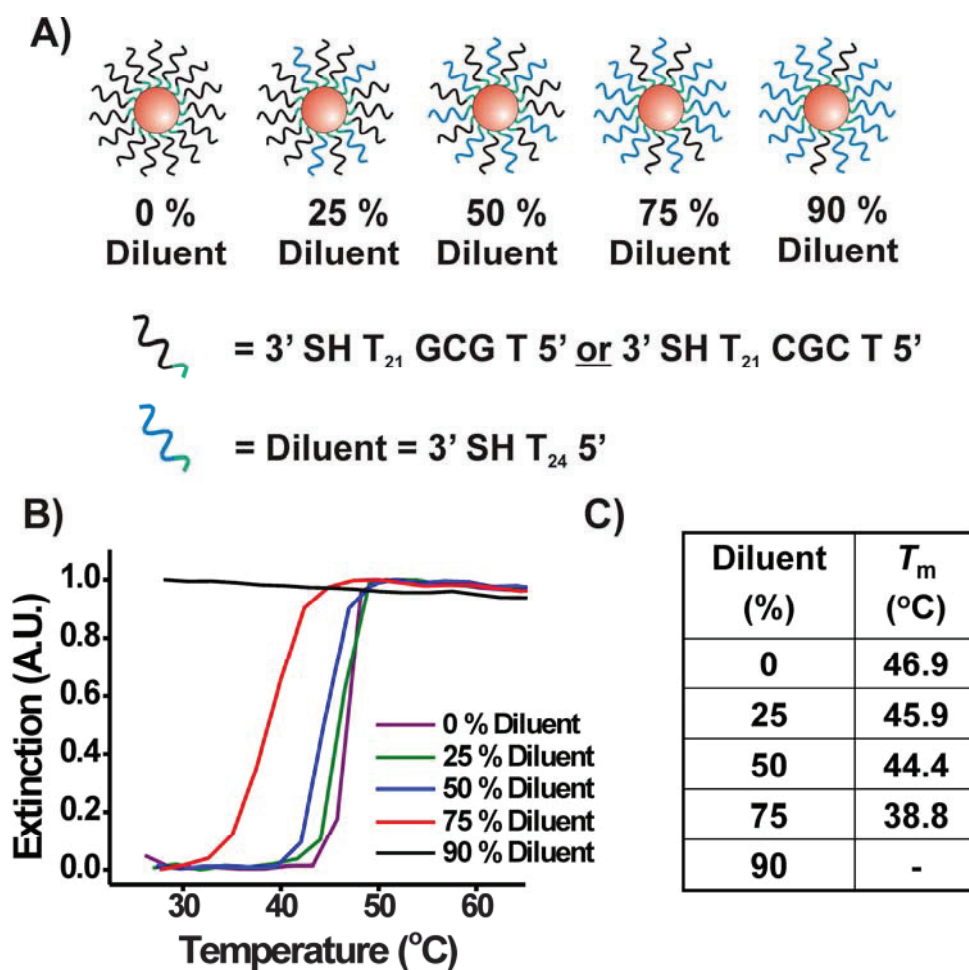 A)
0 %
Diluent
25 %
Diluent
50 %
Diluent
75 %
Diluent
90 %
Diluent
= 3’ SH T₂₁ GCG T 5’ or 3’ SH T₂₁ CGC T 5’
= Diluent = 3’ SH T₂₄ 5’
B)
Extinction (A.U.)
1.0
0.8
0.6
0.4
0.2
0.0
0 % Diluent
25 % Diluent
50 % Diluent
75 % Diluent
90 % Diluent
30 40 50 60
Temperature (°C)
C)
Diluent (%) Tm (°C)
0 46.9
25 45.9
50 44.4
75 38.8
90 -